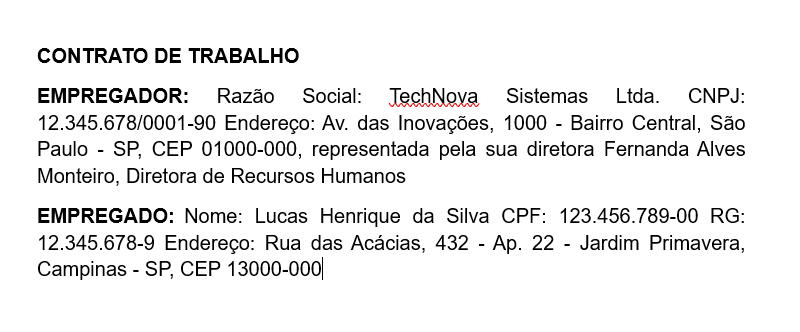 CONTRATO DE TRABALHO
EMPREGADOR: Razão Social: TechNova Sistemas Ltda. CNPJ:
12.345.678/0001-90 Endereço: Av. das Inovações, 1000 - Bairro Central, São
Paulo - SP, CEP 01000-000, representada pela sua diretora Fernanda Alves
Monteiro, Diretora de Recursos Humanos
EMPREGADO: Nome: Lucas Henrique da Silva CPF: 123.456.789-00 RG:
12.345.678-9 Endereço: Rua das Acácias, 432 - Ap. 22 - Jardim Primavera,
Campinas - SP, CEP 13000-000